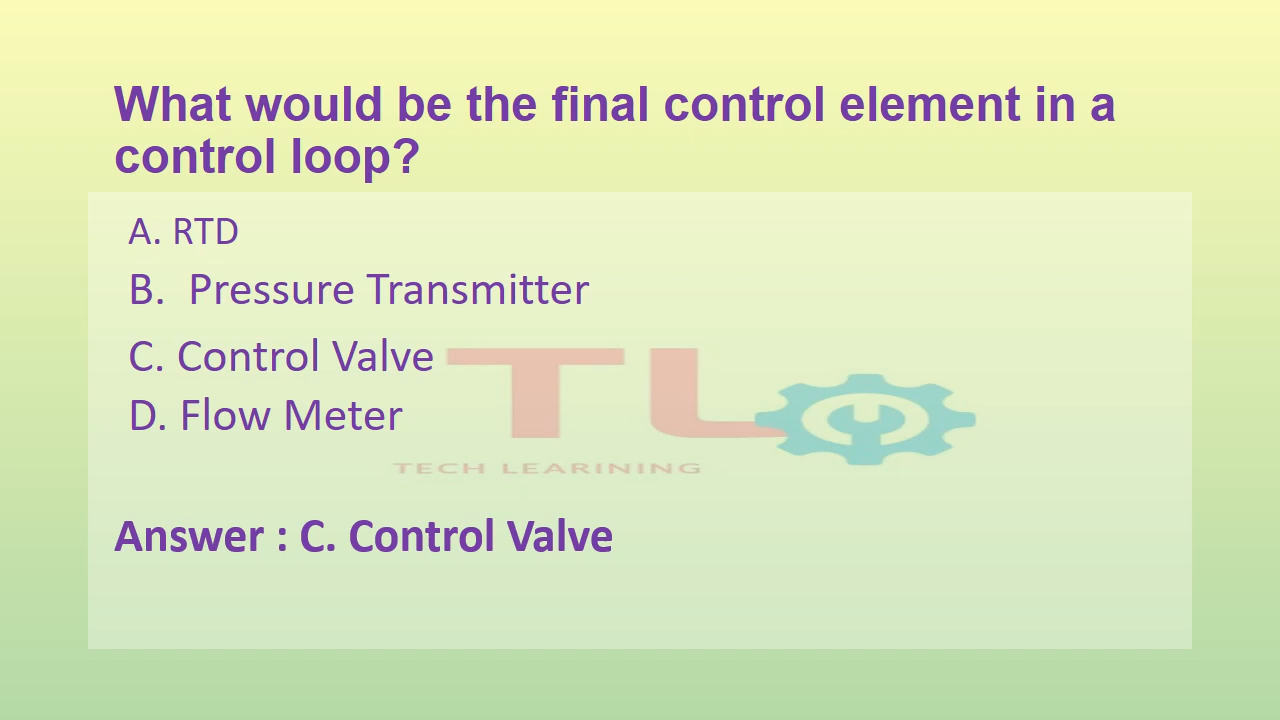 What would be the final control element in a
control loop?
A. RTD
B. Pressure Transmitter
C. Control Valve
D. Flow Meter
TL
TECH LEARINING
Answer : C. Control Valve